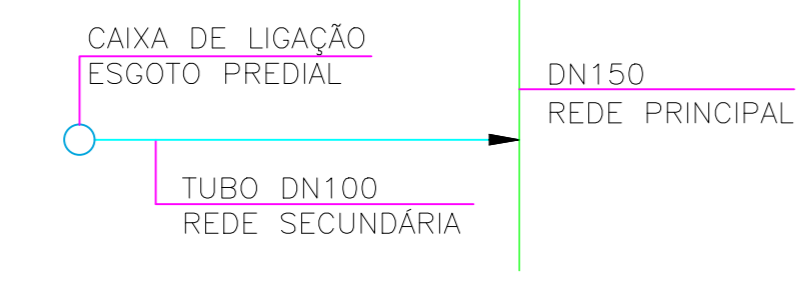 CAIXA DE LIGAÇÃO
ESGOTO PREDIAL
DN150
REDE PRINCIPAL
TUBO DN100
REDE SECUNDÁRIA